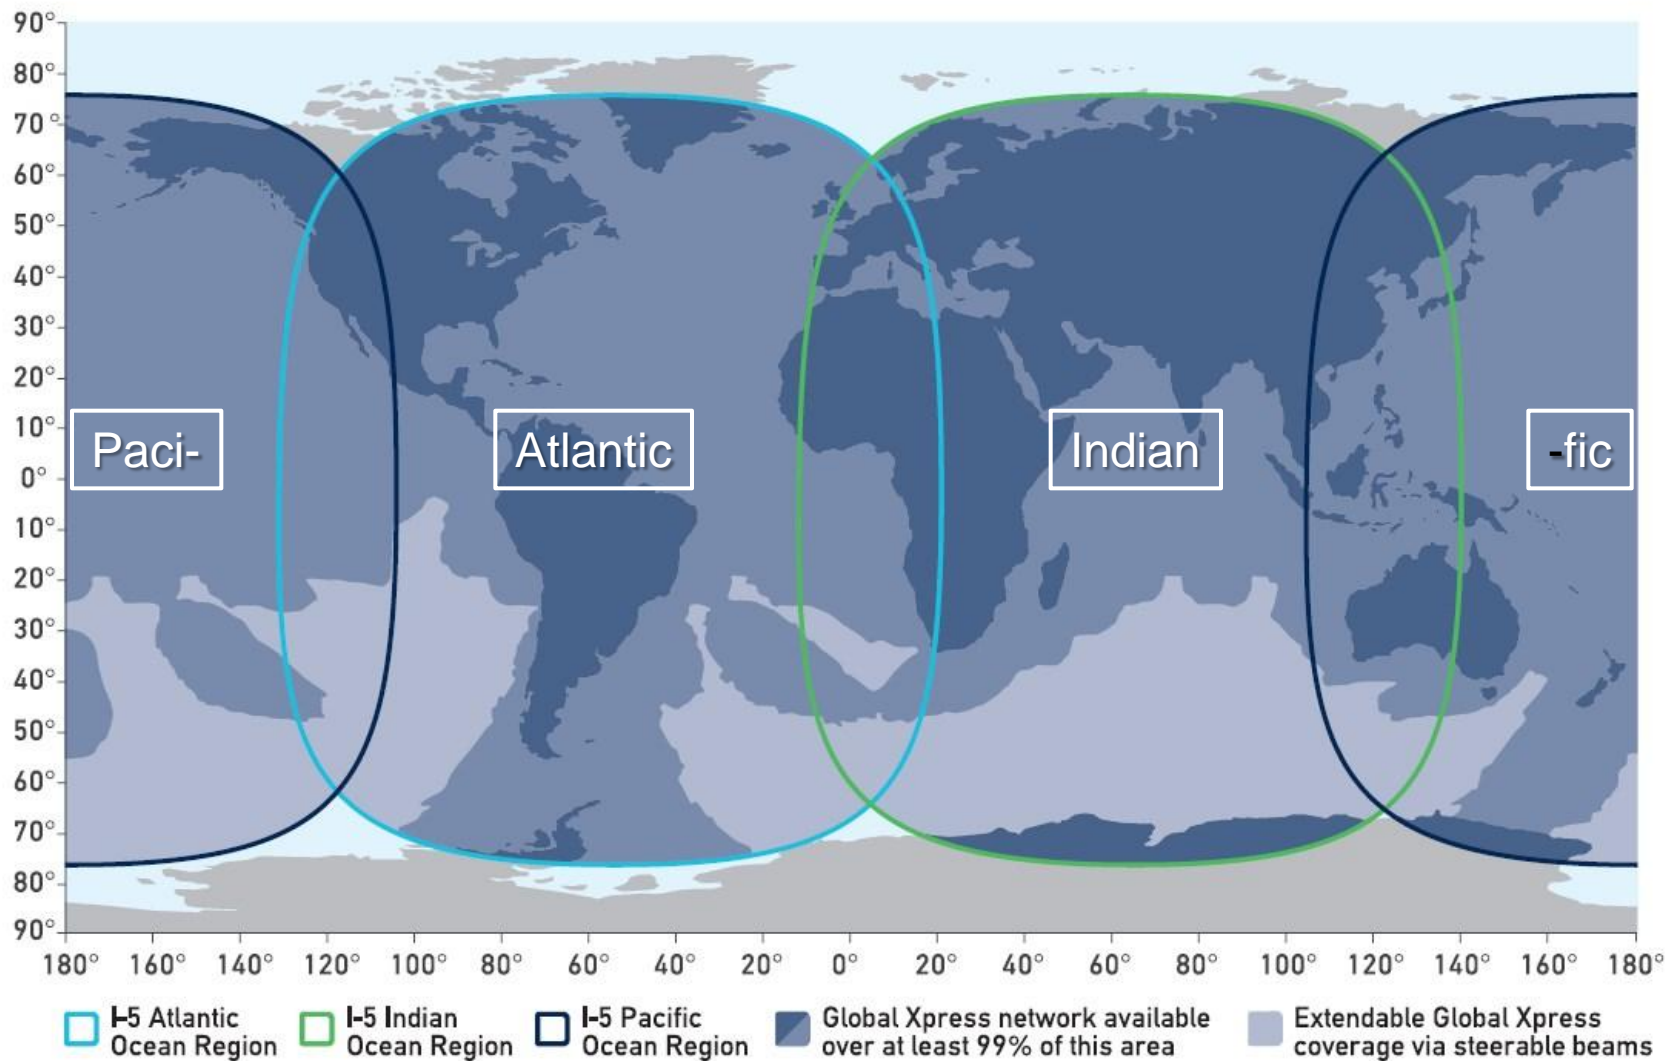 90°
80°
70°
60°
50°
40°
30°
20°
10°
0°
10°
20°
30°
40°
50°
60°
70°
80°
90°
Paci-
Atlantic
Indian
-fic
180° 160° 140° 120° 100° 80° 60° 40° 20° 0° 20° 40° 60° 80° 100° 120° 140° 160° 180°
I-5 Atlantic
Ocean Region
I-5 Indian
Ocean Region
I-5 Pacific
Ocean Region
Global Xpress network available
over at least 99% of this area
Extendable Global Xpress
coverage via steerable beams